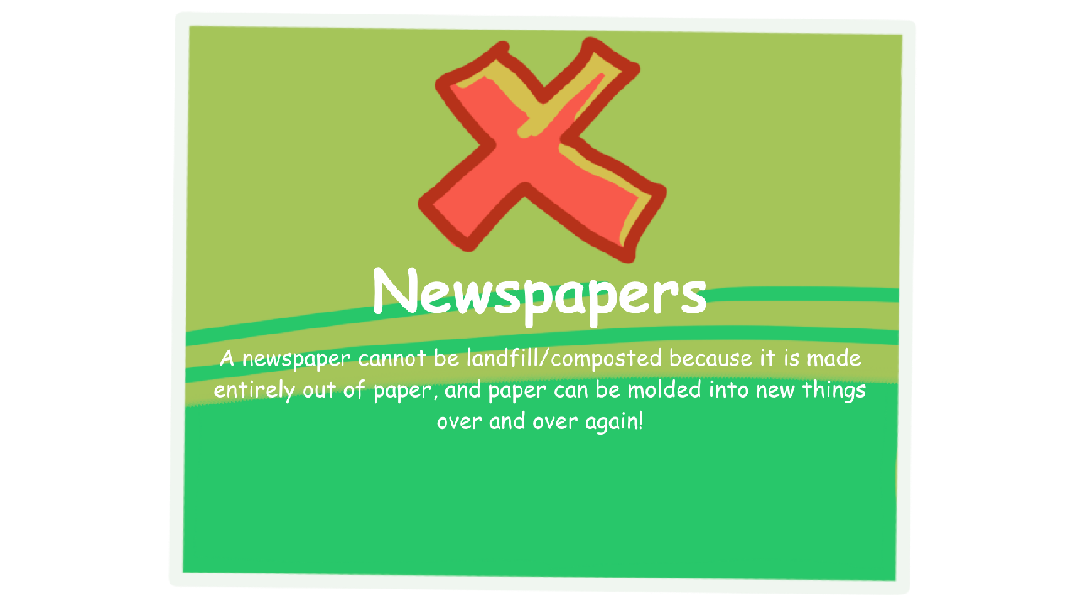 Newspapers
A newspaper cannot be landfill/composted because it is made
entirely out of paper, and paper can be molded into new things
over and over again!